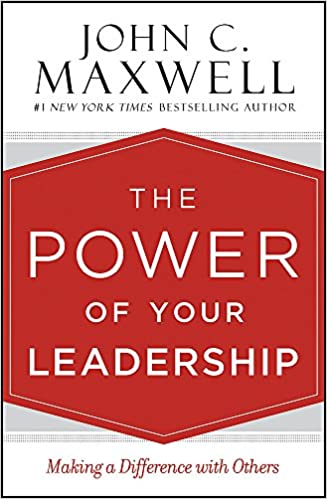 JOHN C.
MAXWELL
#1 NEW YORK TIMES BESTSELLING AUTHOR
THE
POWER
OF YOUR
LEADERSHIP
Making a Difference with Others